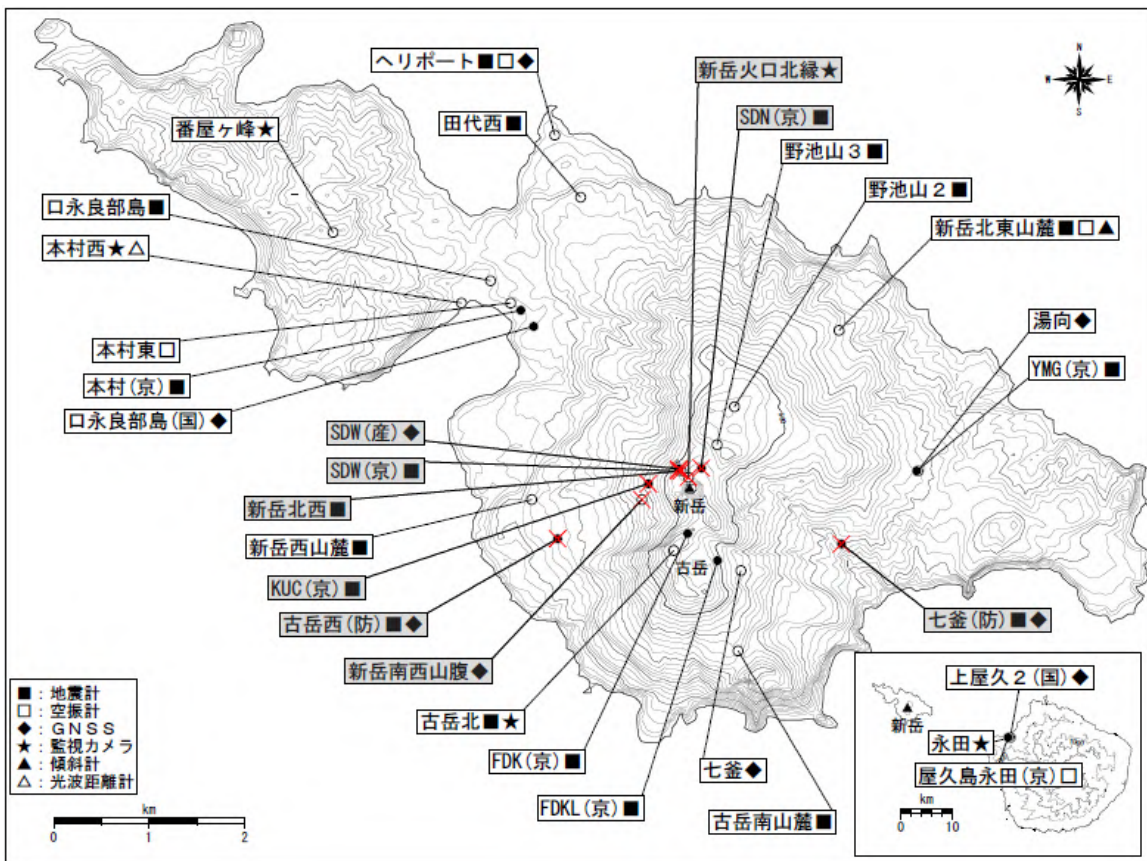 ヘリポート■□◆
新岳火口北縁★
N
W E
S
田代西■
SDN(京)■
番屋ヶ峰★
野池山3■
野池山2■
口永良部島■
新岳北東山麓■□▲
本村西★△
湯向◆
本村東□
YMG(京)■
本村(京)■
口永良部島(国)◆
SDW(産)◆
SDW(京)■
新岳北西■
新岳
新岳西山麓■
古岳
KUC(京)■
古岳西(防)■◆
七釜(防)■◆
新岳南西山腹◆
古岳北■★
FDK(京)■
七釜◆
FDKL(京)■
古岳南山麓■
■:地震計
□:空振計
◆:GNSS
★:監視カメラ
▲:傾斜計
△:光波距離計
km
0 1 2
上屋久2(国)◆
新岳
永田★
屋久島永田(京)□
km
0 10